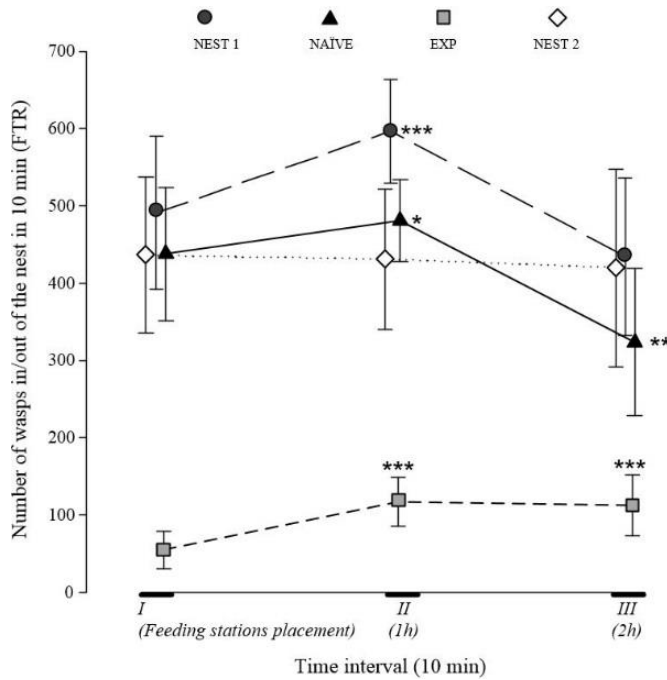 NEST 1 NAÏVE EXP NEST 2
700
600
500
400
300
200
100
0
Number of wasps in/out of the nest in 10 min (FTR)
***
*
**
*** ***
I II III
(Feeding stations placement) (1h) (2h)
Time interval (10 min)